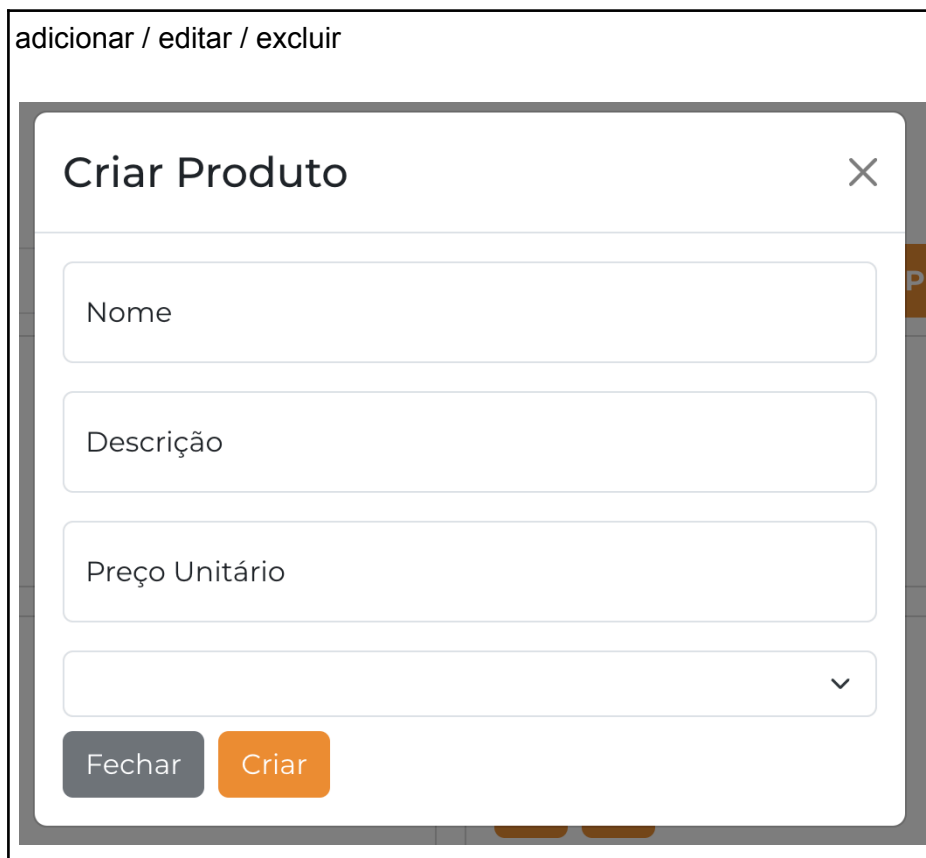 adicionar / editar / excluir
Criar Produto
Nome
P
Descrição
Preço Unitário
Fechar Criar